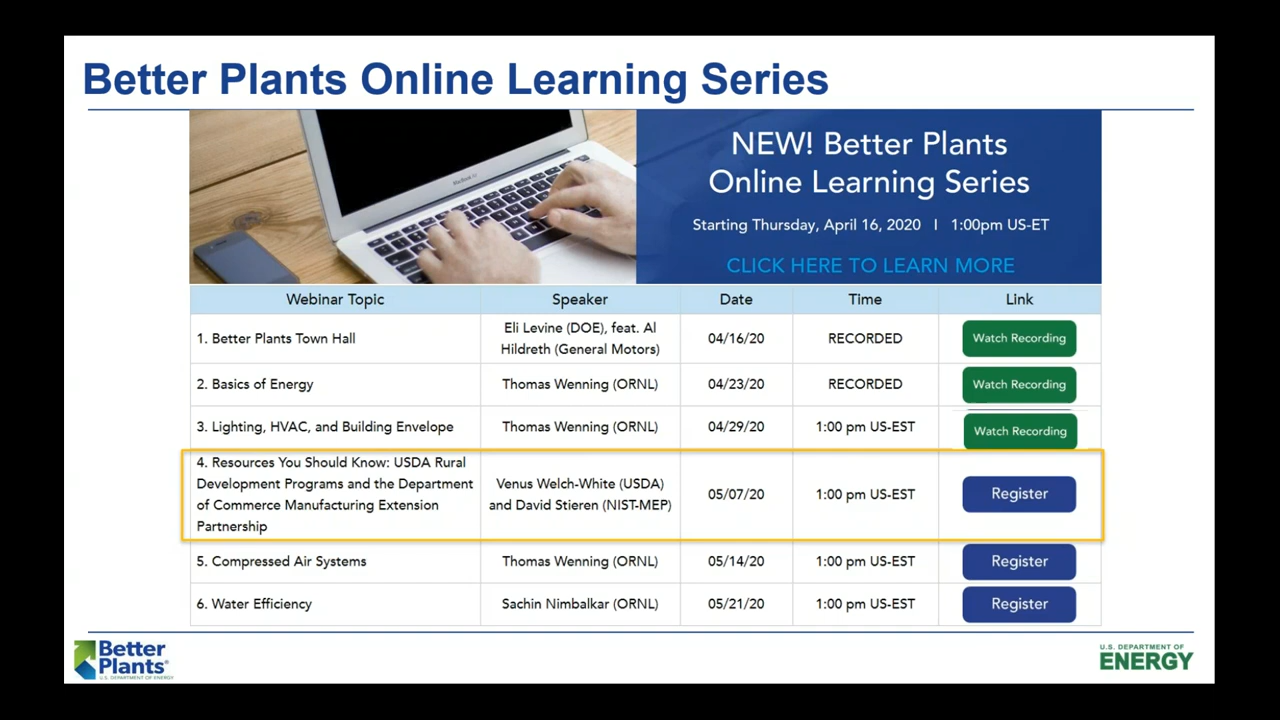 Better Plants Online Learning Series
MacBook Air
NEW! Better Plants
Online Learning Series
Starting Thursday, April 16, 2020 | 1:00pm US-ET
CLICK HERE TO LEARN MORE
Webinar Topic Speaker Date Time Link
1. Better Plants Town Hall
Eli Levine (DOE), feat. Al
Hildreth (General Motors)
04/16/20 RECORDED Watch Recording
2. Basics of Energy Thomas Wenning (ORNL) 04/23/20 RECORDED Watch Recording
3. Lighting, HVAC, and Building Envelope Thomas Wenning (ORNL) 04/29/20 1:00 pm US-EST Watch Recording
4. Resources You Should Know: USDA Rural
Development Programs and the Department
of Commerce Manufacturing Extension
Partnership
Venus Welch-White (USDA)
and David Stieren (NIST-MEP)
05/07/20 1:00 pm US-EST Register
5. Compressed Air Systems Thomas Wenning (ORNL) 05/14/20 1:00 pm US-EST Register
6. Water Efficiency Sachin Nimbalkar (ORNL) 05/21/20 1:00 pm US-EST Register
Better
Plants®
U.S. DEPARTMENT OF ENERGY
U.S. DEPARTMENT OF
ENERGY